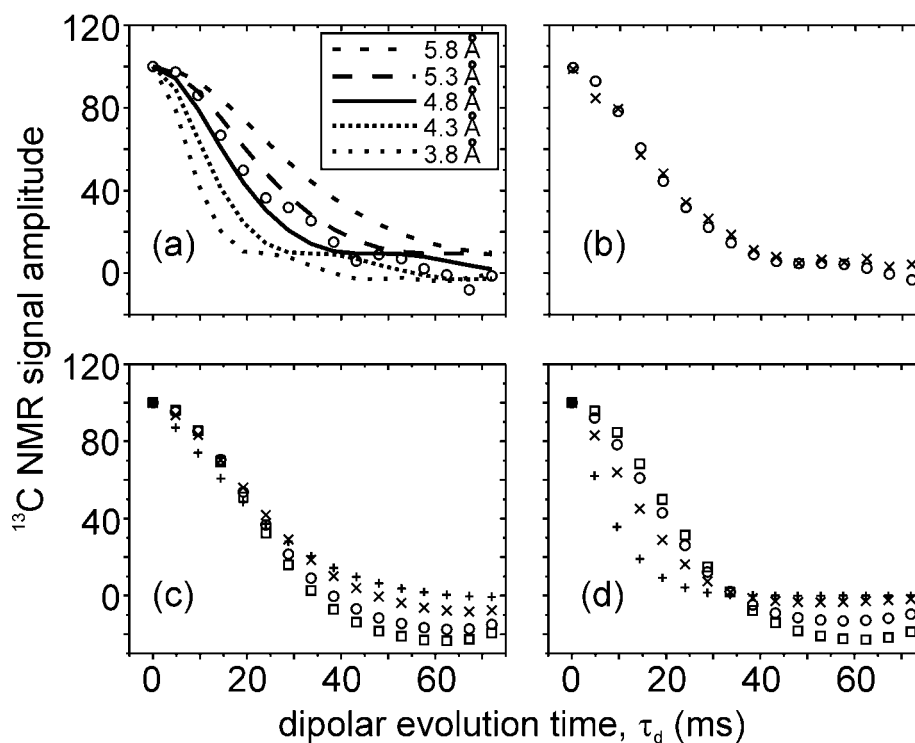 120
80
40
0
(a)
5.8 Å
5.3 Å
4.8 Å
4.3 Å
3.8 Å
(b)
120
80
40
0
(c)
(d)
0 20 40 60
0 20 40 60
¹³C NMR signal amplitude
dipolar evolution time, τd (ms)